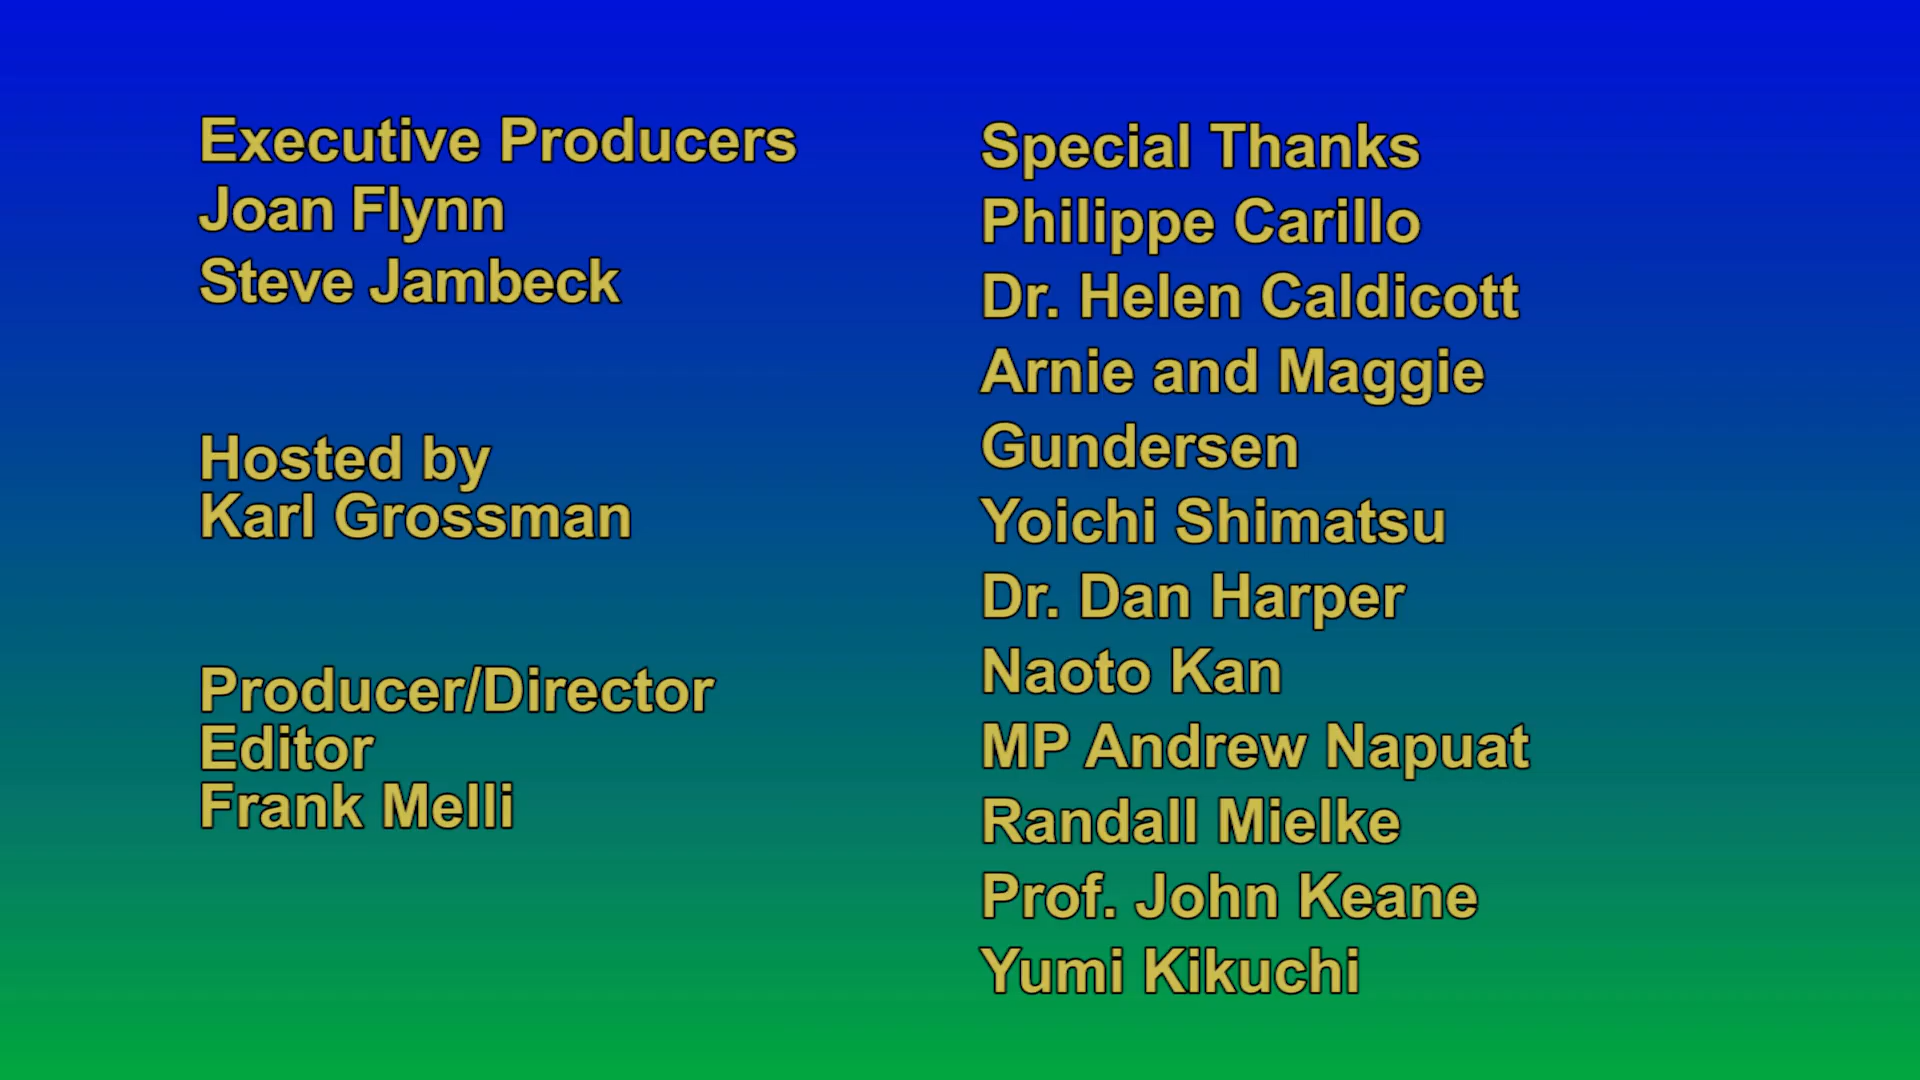 Executive Producers
Joan Flynn
Steve Jambeck
Hosted by
Karl Grossman
Producer/Director
Editor
Frank Melli
Special Thanks
Philippe Carillo
Dr. Helen Caldicott
Arnie and Maggie
Gundersen
Yoichi Shimatsu
Dr. Dan Harper
Naoto Kan
MP Andrew Napuat
Randall Mielke
Prof. John Keane
Yumi Kikuchi